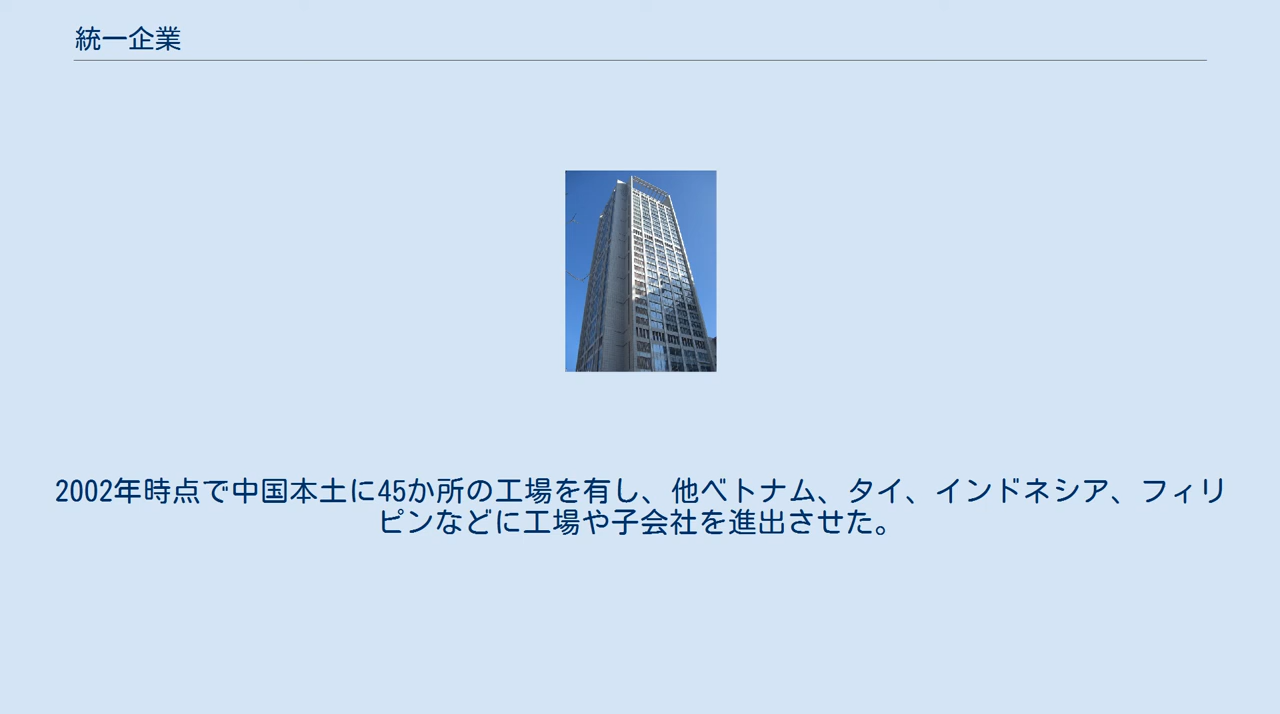 統一企業
2002年時点で中国本土に45か所の工場を有し、他ベトナム、タイ、インドネシア、フィリ
ピンなどに工場や子会社を進出させた。